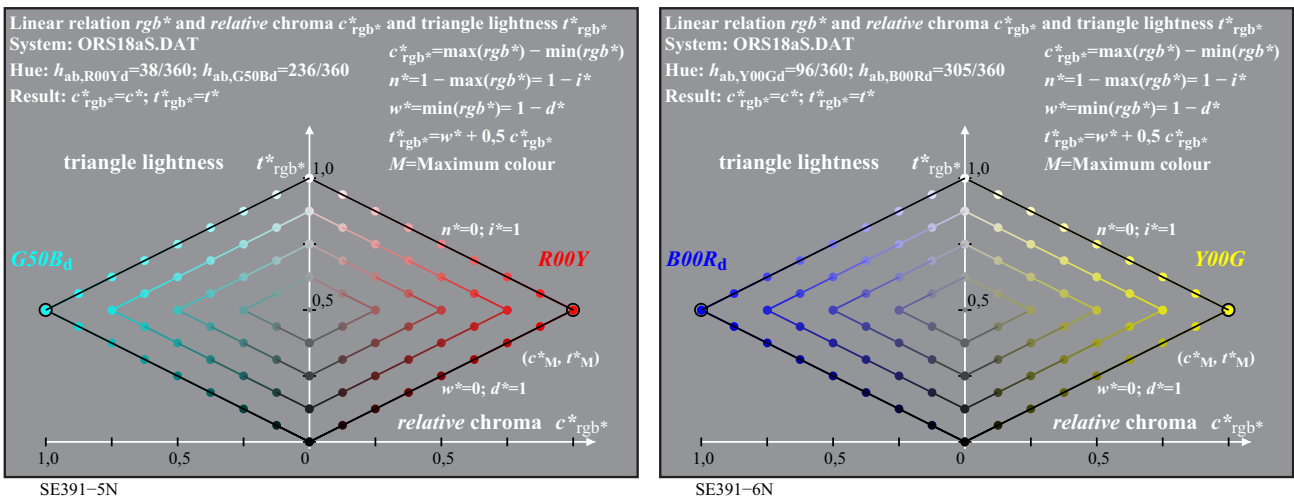 Linear relation rgb* and relative chroma c*rgb* and triangle lightness t*rgb*
System: ORS18aS.DAT
c*rgb*=max(rgb*) − min(rgb*)
Hue: hab,R00Yd=38/360; hab,G50Bd=236/360
n*=1 − max(rgb*)= 1 − i*
Result: c*rgb*=c*; t*rgb*=t*
w*=min(rgb*)= 1 − d*
t*rgb*=w* + 0,5 c*rgb*
triangle lightness t*rgb*
M=Maximum colour
1,0
n*=0; i*=1
G50Bd
R00Y
0,5
(c*M, t*M)
w*=0; d*=1
relative chroma c*rgb*
1,0 0,5 0 0,5
SE391−5N
Linear relation rgb* and relative chroma c*rgb* and triangle lightness t*rgb*
System: ORS18aS.DAT
c*rgb*=max(rgb*) − min(rgb*)
Hue: hab,Y00Gd=96/360; hab,B00Rd=305/360
n*=1 − max(rgb*)= 1 − i*
Result: c*rgb*=c*; t*rgb*=t*
w*=min(rgb*)= 1 − d*
t*rgb*=w* + 0,5 c*rgb*
triangle lightness t*rgb*
M=Maximum colour
1,0
n*=0; i*=1
B00Rd
Y00G
0,5
(c*M, t*M)
w*=0; d*=1
relative chroma c*rgb*
1,0 0,5 0 0,5
SE391−6N